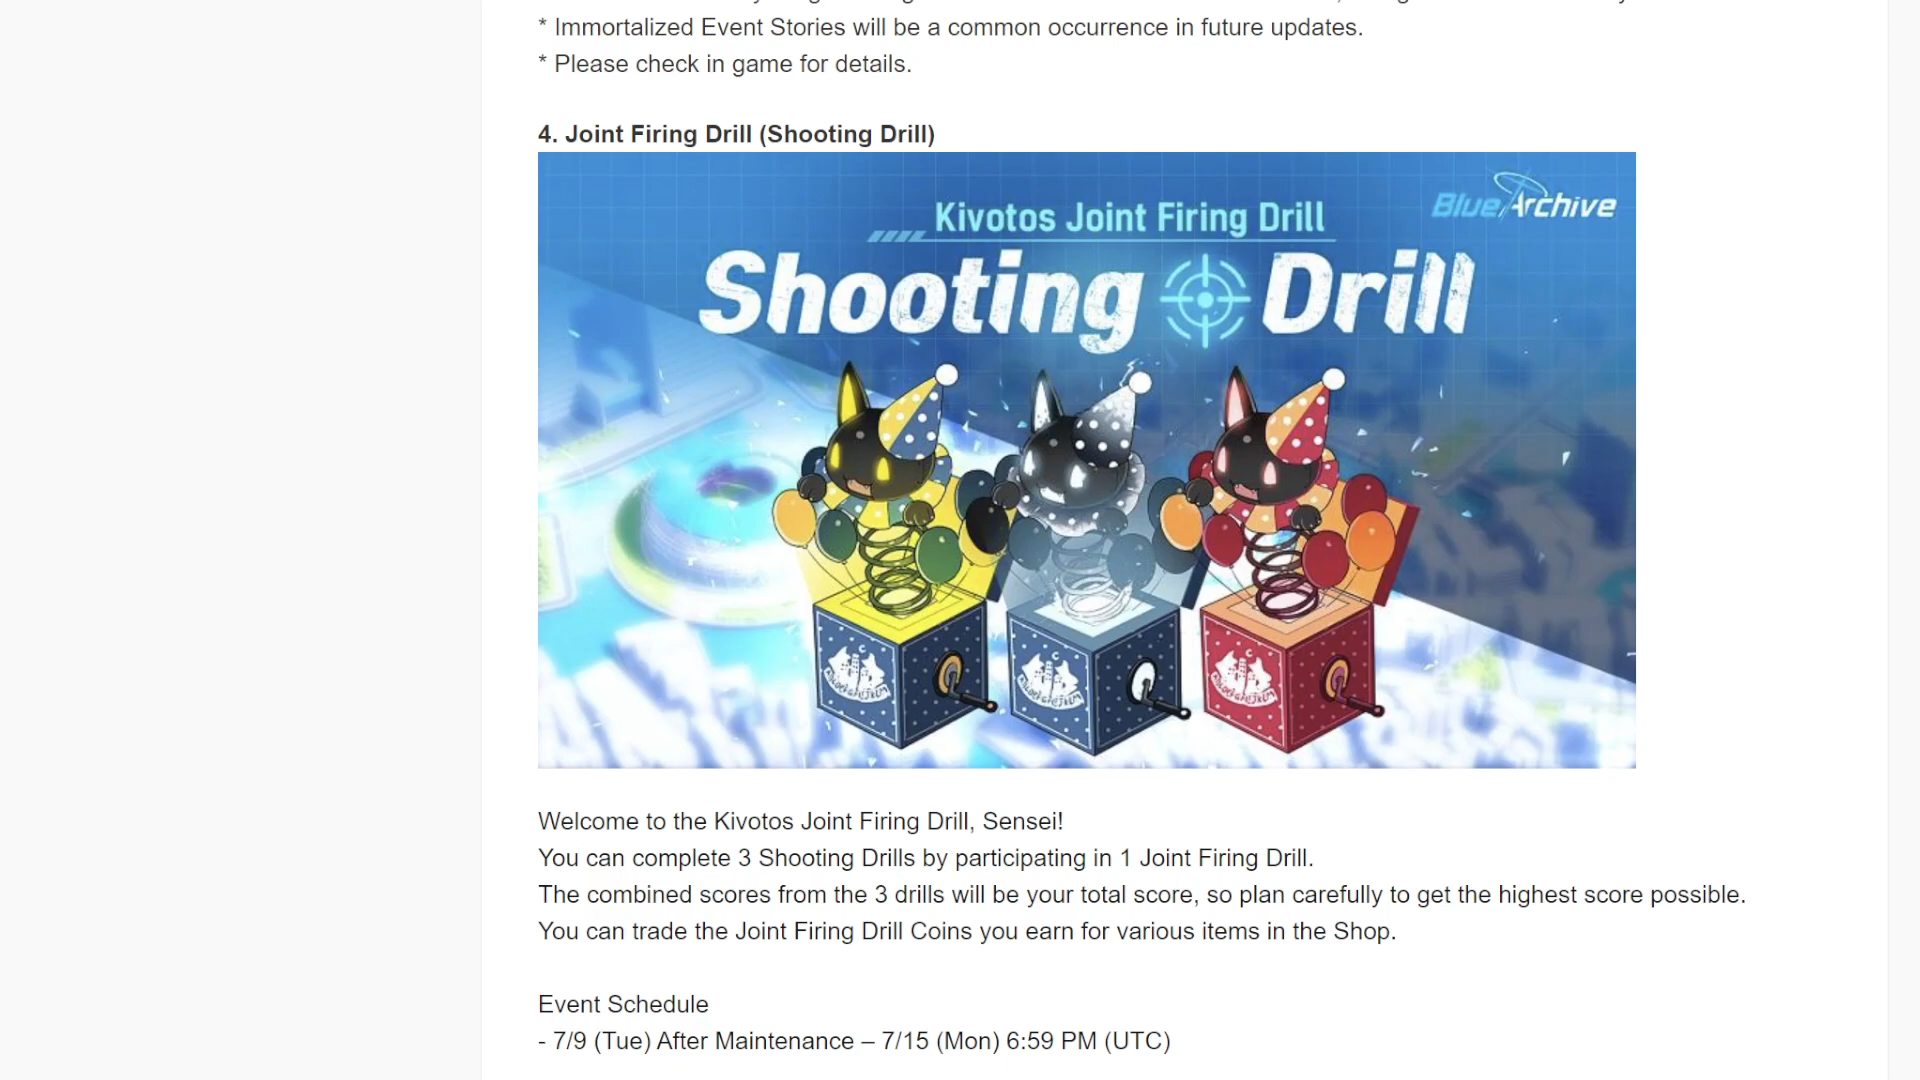 * Immortalized Event Stories will be a common occurrence in future updates.
* Please check in game for details.
4. Joint Firing Drill (Shooting Drill)
Blue Archive
Kivotos Joint Firing Drill
Shooting Drill
Welcome to the Kivotos Joint Firing Drill, Sensei!
You can complete 3 Shooting Drills by participating in 1 Joint Firing Drill.
The combined scores from the 3 drills will be your total score, so plan carefully to get the highest score possible.
You can trade the Joint Firing Drill Coins you earn for various items in the Shop.
Event Schedule
- 7/9 (Tue) After Maintenance – 7/15 (Mon) 6:59 PM (UTC)